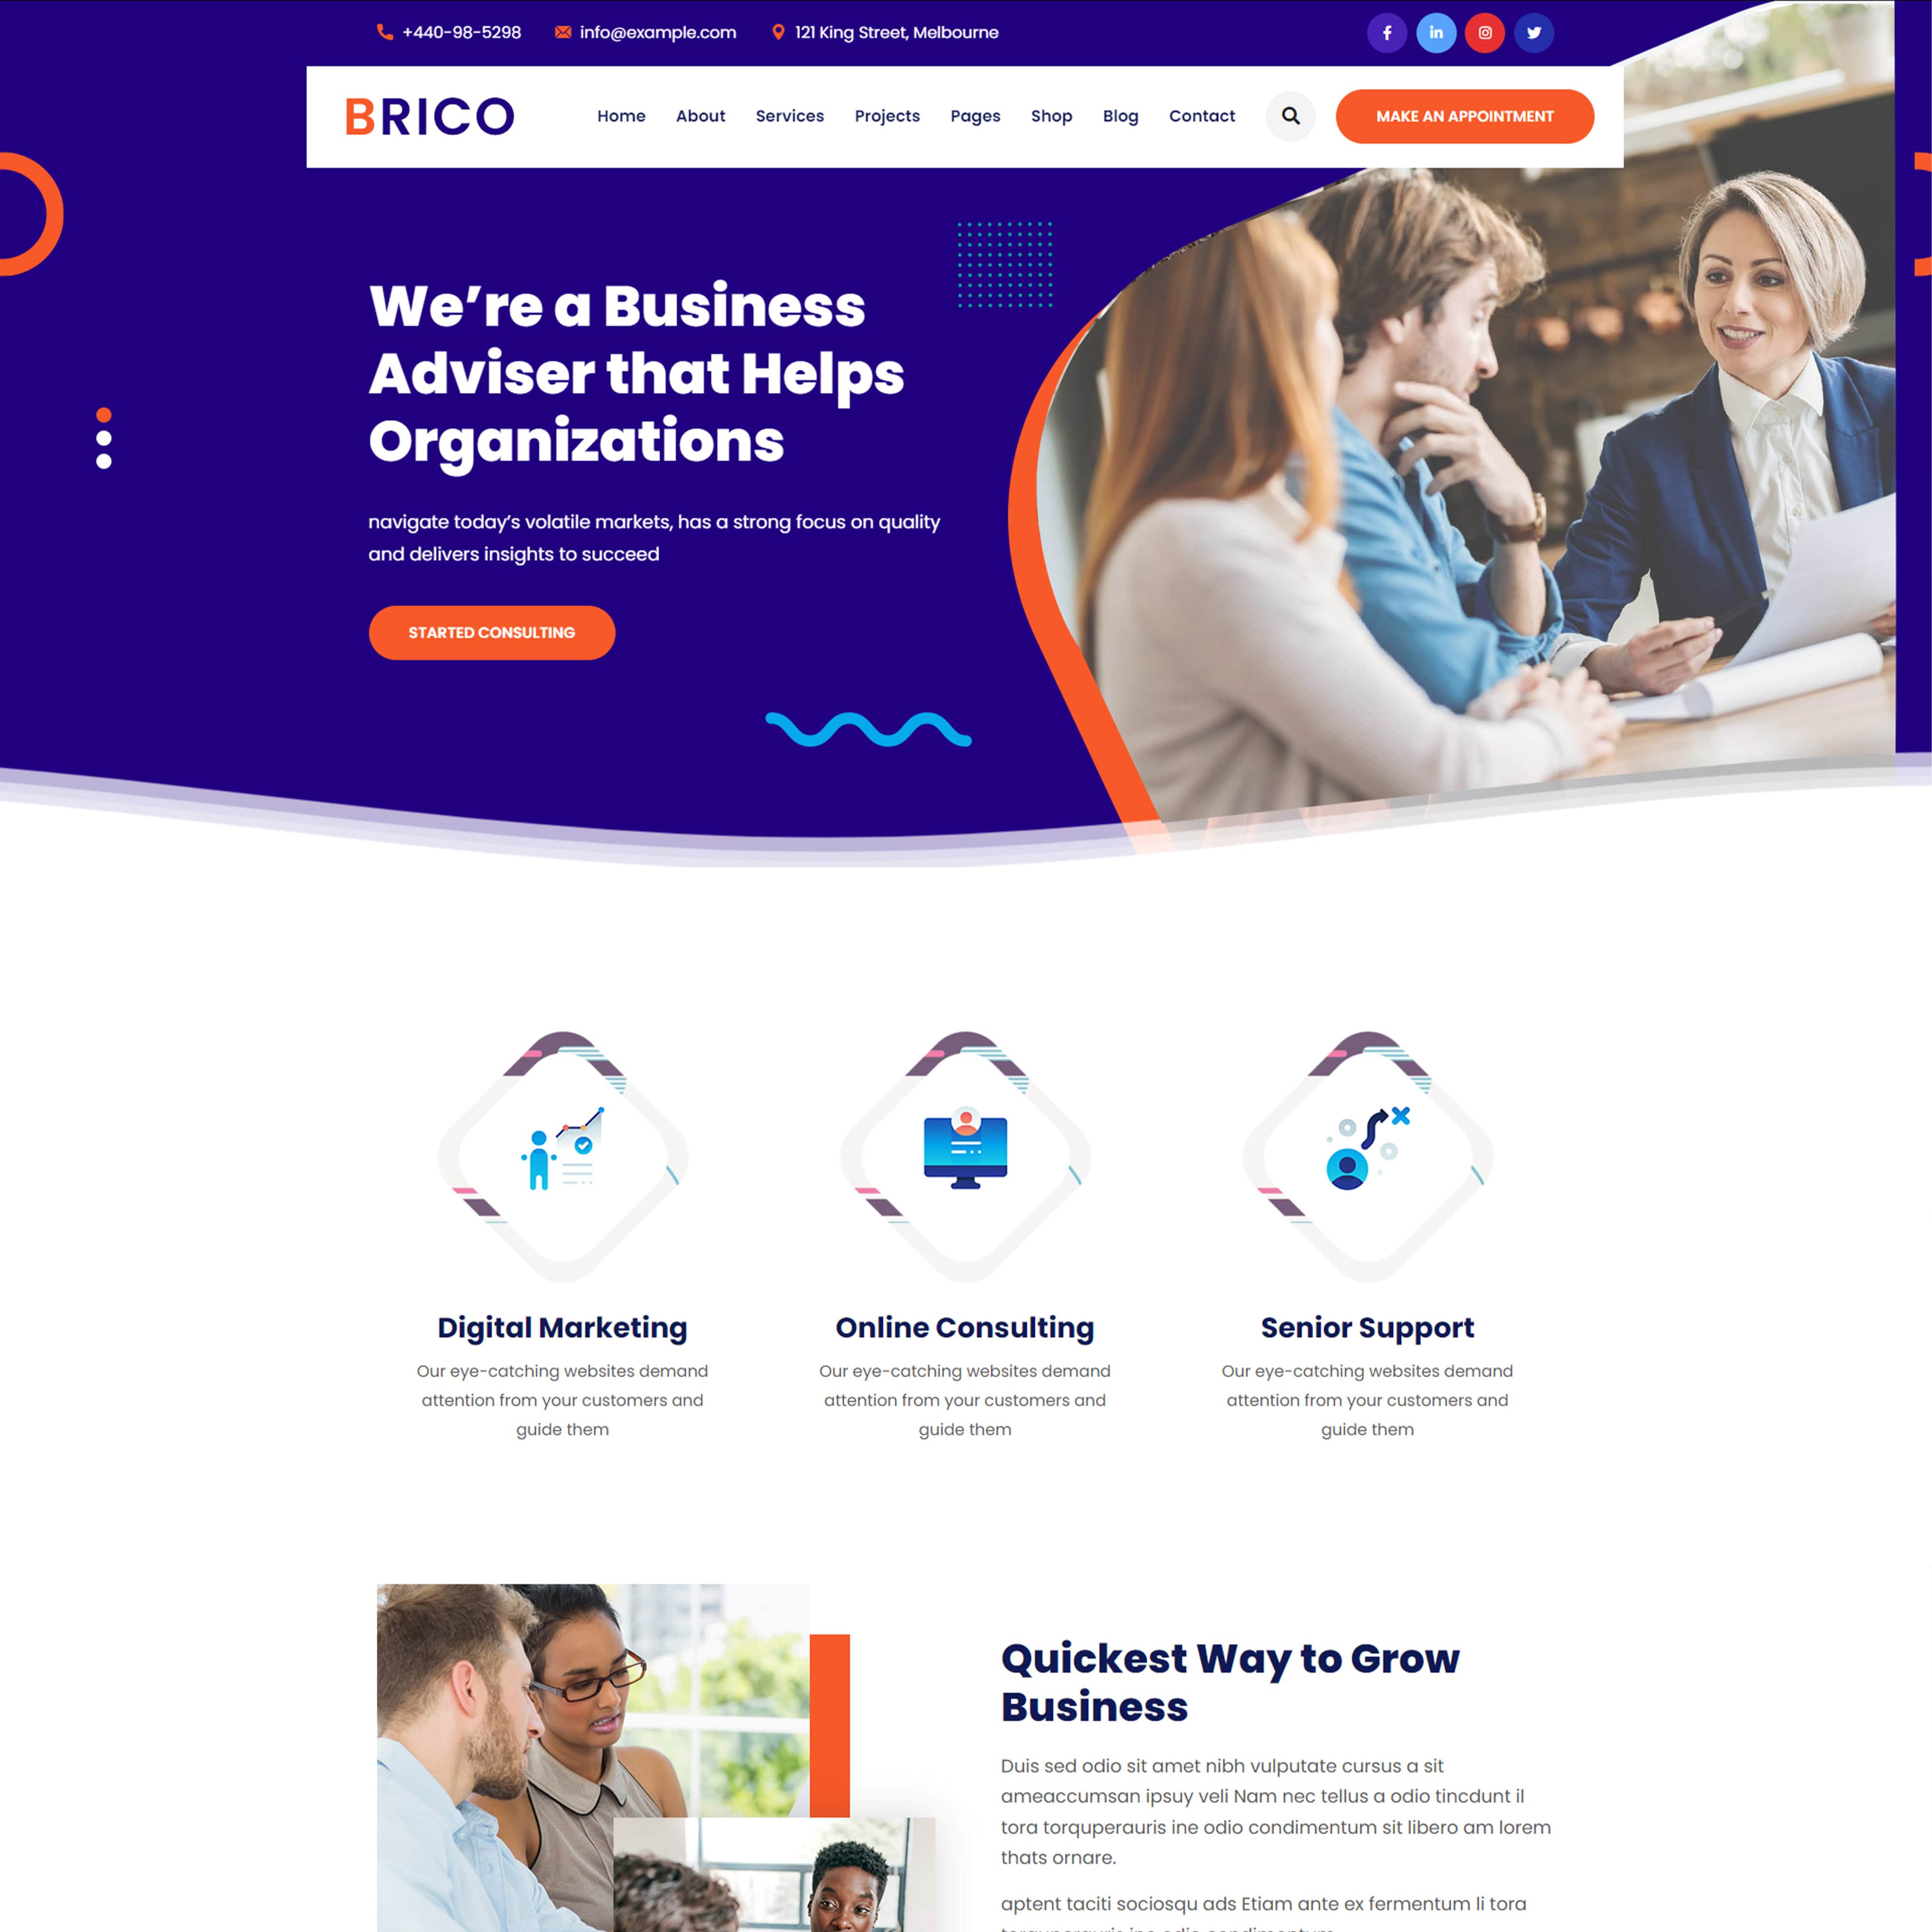 +440-98-5298 info@example.com 121 King Street, Melbourne
BRICO Home About Services Projects Pages Shop Blog Contact MAKE AN APPOINTMENT
We’re a Business
Adviser that Helps
Organizations
navigate today’s volatile markets, has a strong focus on quality
and delivers insights to succeed
STARTED CONSULTING
Digital Marketing
Our eye-catching websites demand
attention from your customers and
guide them
Online Consulting
Our eye-catching websites demand
attention from your customers and
guide them
Senior Support
Our eye-catching websites demand
attention from your customers and
guide them
Quickest Way to Grow
Business
Duis sed odio sit amet nibh vulputate cursus a sit
ameaccumsan ipsuy veli Nam nec tellus a odio tincdunt il
tora torquperauris ine odio condimentum sit libero am lorem
thats ornare.
aptent taciti sociosqu ads Etiam ante ex fermentum li tora